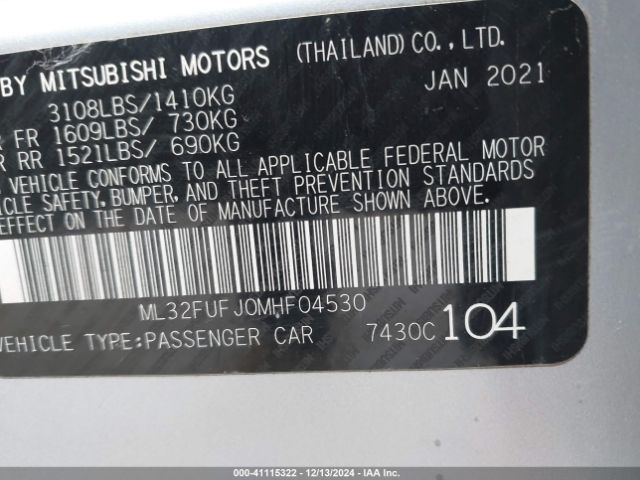 BY MITSUBISHI MOTORS (THAILAND) CO., LTD.
JAN 2021
3108LBS/1410KG
FR 1609LBS/ 730KG
RR 1521LBS/ 690KG
VEHICLE CONFORMS TO ALL APPLICABLE FEDERAL MOTOR
SAFETY, BUMPER, AND THEFT PREVENTION STANDARDS
EFFECT ON THE DATE OF MANUFACTURE SHOWN ABOVE.
ML32FUFJ0MHF04530
VEHICLE TYPE:PASSENGER CAR 7430C 104
000-41115322 - 12/13/2024 - IAAI.COM